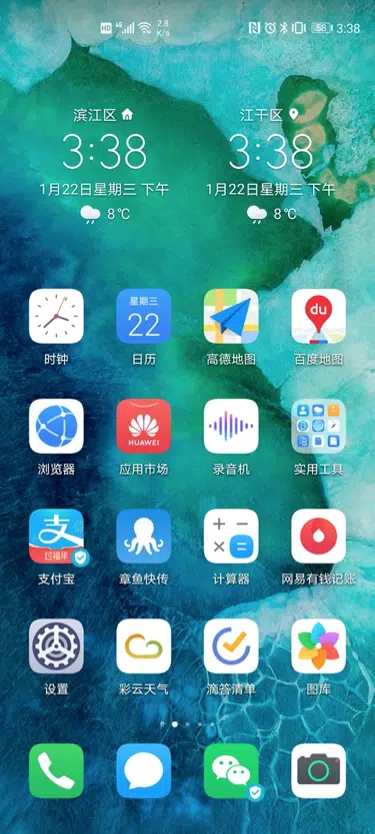 HD 4G 2.8 K/s 58 3:38
滨江区 江干区
3:38 3:38
1月22日星期三 下午 1月22日星期三 下午
8℃ 8℃
星期三 du
22
时钟 日历 高德地图 百度地图
HUAWEI
浏览器 应用市场 录音机 实用工具
支
过福年
支付宝 章鱼快传 计算器 网易有钱记账
设置 彩云天气 滴答清单 图库